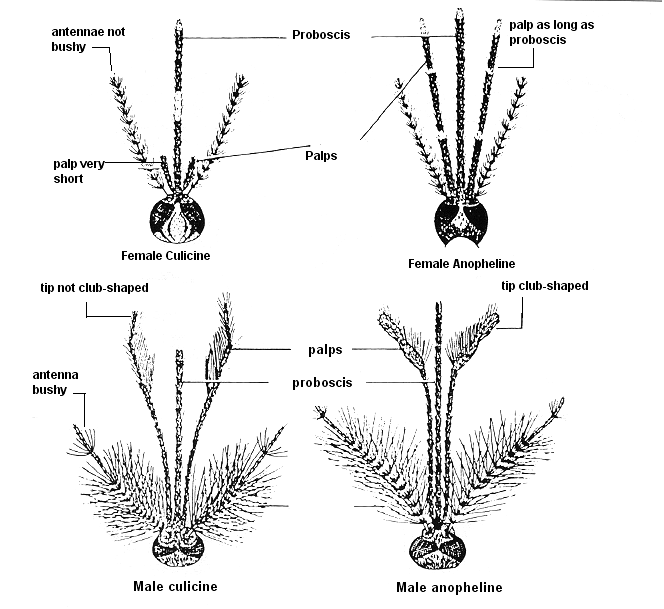 antennae not
bushy
Proboscis
palp as long as
proboscis
palp very
short
Palps
Female Culicine
Female Anopheline
tip not club-shaped
tip club-shaped
palps
antenna
bushy
proboscis
Male culicine
Male anopheline